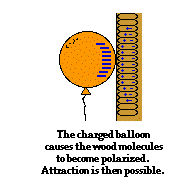 The charged balloon
causes the wood molecules
to become polarized.
Attraction is then possible.